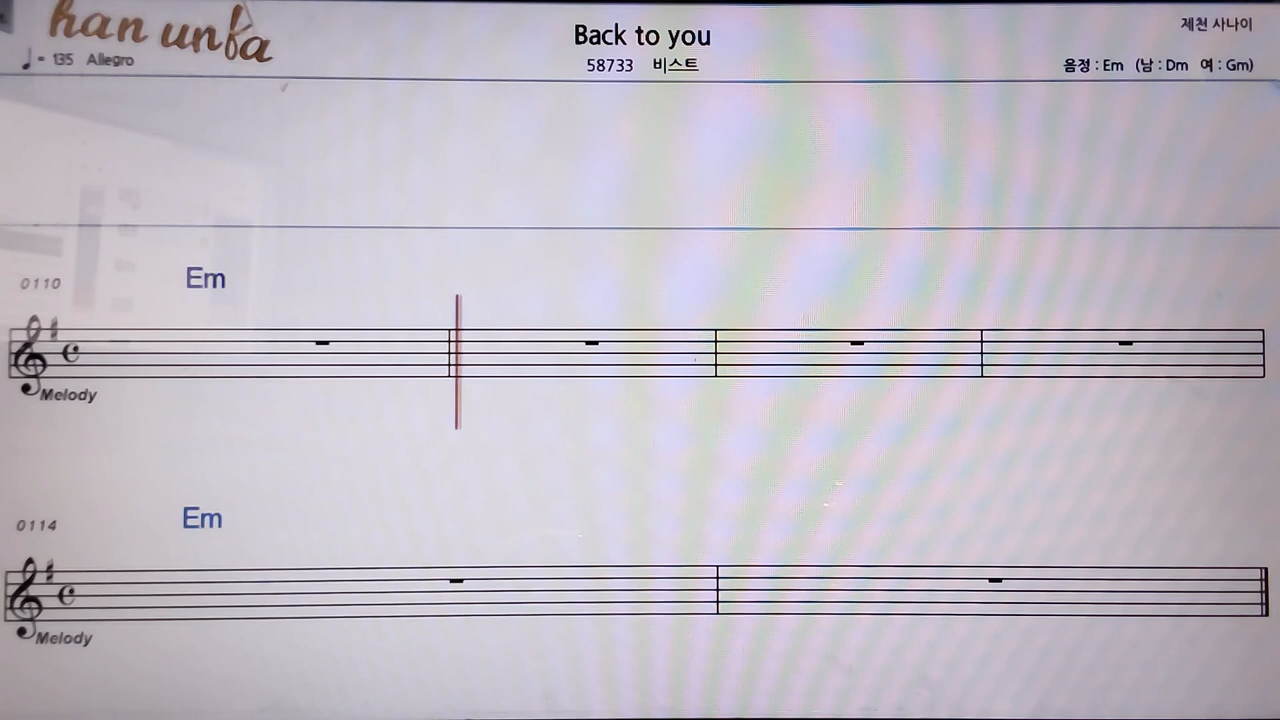 han unba
제천 사나이
Back to you
♩ = 135 Allegro
58733 비스트
음정 : Em (남 : Dm 여 : Gm)
0110 Em
Melody
0114 Em
Melody